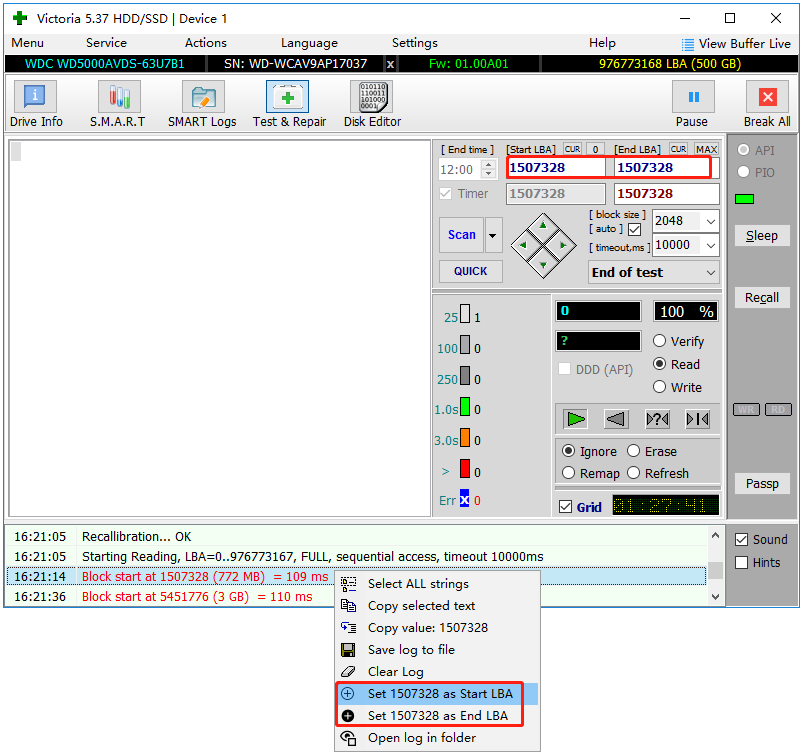 Victoria 5.37 HDD/SSD | Device 1
Menu Service Actions Language Settings Help View Buffer Live
WDC WD5000AVDS-63U7B1 SN: WD-WCAV9AP17037 x Fw: 01.00A01 976773168 LBA (500 GB)
Drive Info S.M.A.R.T SMART Logs Test & Repair Disk Editor Pause Break All
[ End time ] [Start LBA] CUR 0 [End LBA] CUR MAX
12:00 1507328 1507328
Timer 1507328 1507328
Scan
QUICK
[ block size ] 2048
[ auto ]
[ timeout,ms ] 10000
End of test
25 1
100 0
250 0
1.0s 0
3.0s 0
> 0
Err x 0
0 100 %
?
DDD (API)
Verify
Read
Write
Ignore Erase
Remap Refresh
Grid 01:27:41
API
PIO
Sleep
Recall
WR RD
Passp
Sound
Hints
16:21:05 Recallibration... OK
16:21:05 Starting Reading, LBA=0..976773167, FULL, sequential access, timeout 10000ms
16:21:14 Block start at 1507328 (772 MB) = 109 ms
16:21:36 Block start at 5451776 (3 GB) = 110 ms
Select ALL strings
Copy selected text
Copy value: 1507328
Save log to file
Clear Log
Set 1507328 as Start LBA
Set 1507328 as End LBA
Open log in folder